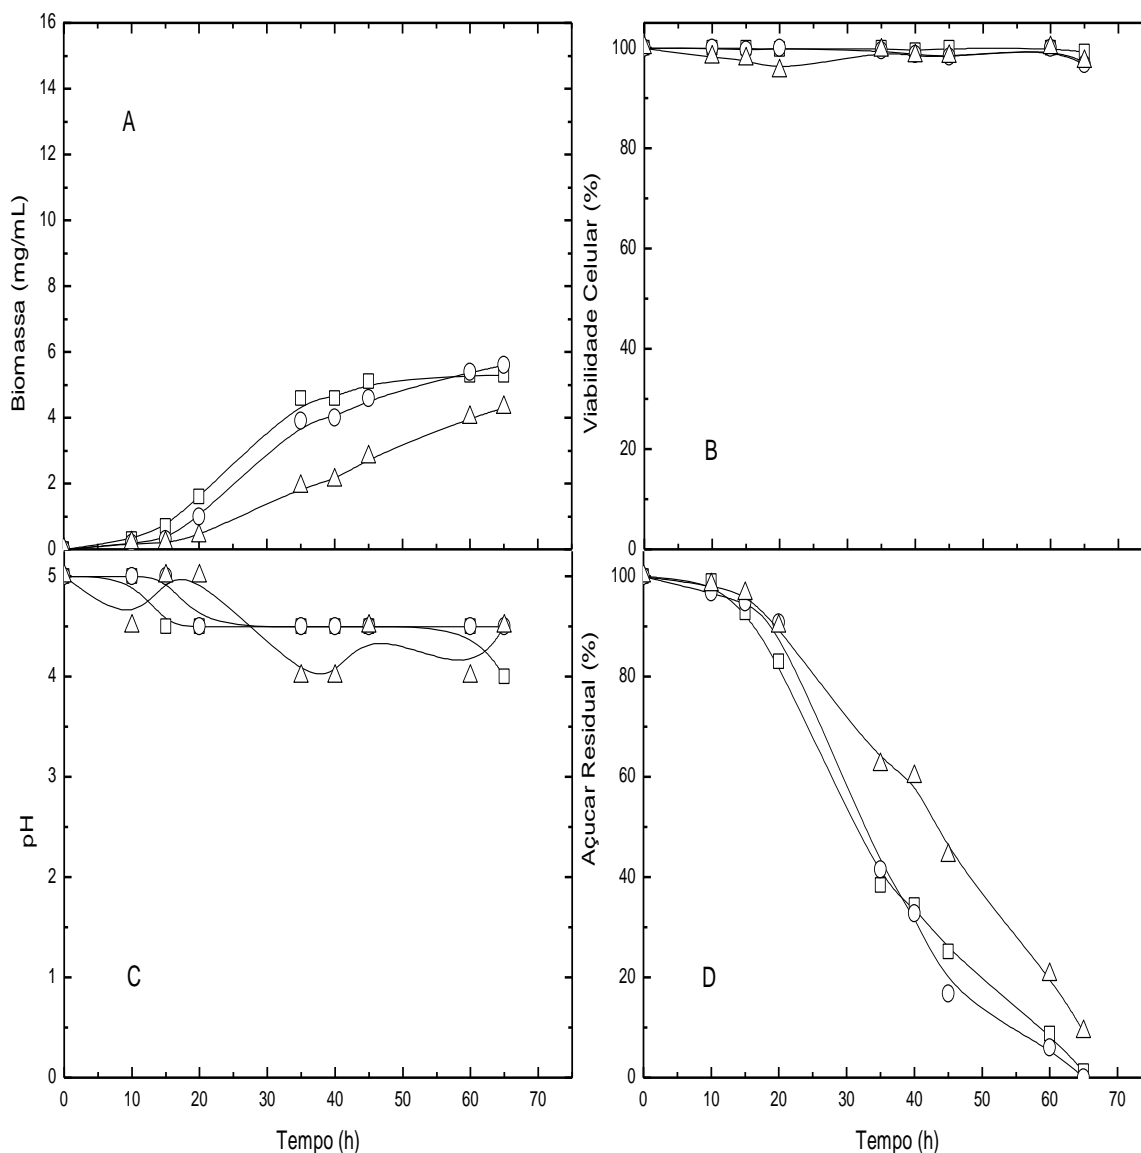 16
14
12
10
8
6
4
2
0
Biomassa (mg/mL)
A
100
80
60
40
20
0
Viabilidade Celular (%)
B
5
4
3
2
1
0
pH
C
0 10 20 30 40 50 60 70
Tempo (h)
100
80
60
40
20
0
Açucar Residual (%)
D
0 10 20 30 40 50 60 70
Tempo (h)